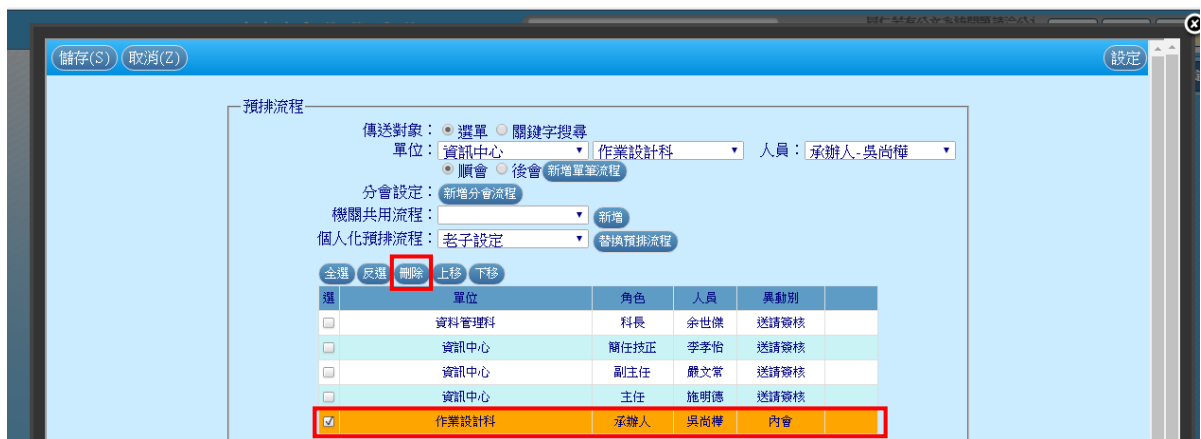 儲存(S) 取消(Z) 設定
預排流程
傳送對象： 選單 關鍵字搜尋
單位： 資訊中心 作業設計科 人員： 承辦人-吳尚樺
順會 後會 新增單筆流程
分會設定： 新增分會流程
機關共用流程： 新增
個人化預排流程： 老子設定 替換預排流程
全選 反選 刪除 上移 下移
選 單位 角色 人員 異動別
資料管理科 科長 余世傑 送請簽核
資訊中心 簡任技正 李孝怡 送請簽核
資訊中心 副主任 嚴文常 送請簽核
資訊中心 主任 施明德 送請簽核
作業設計科 承辦人 吳尚樺 內會